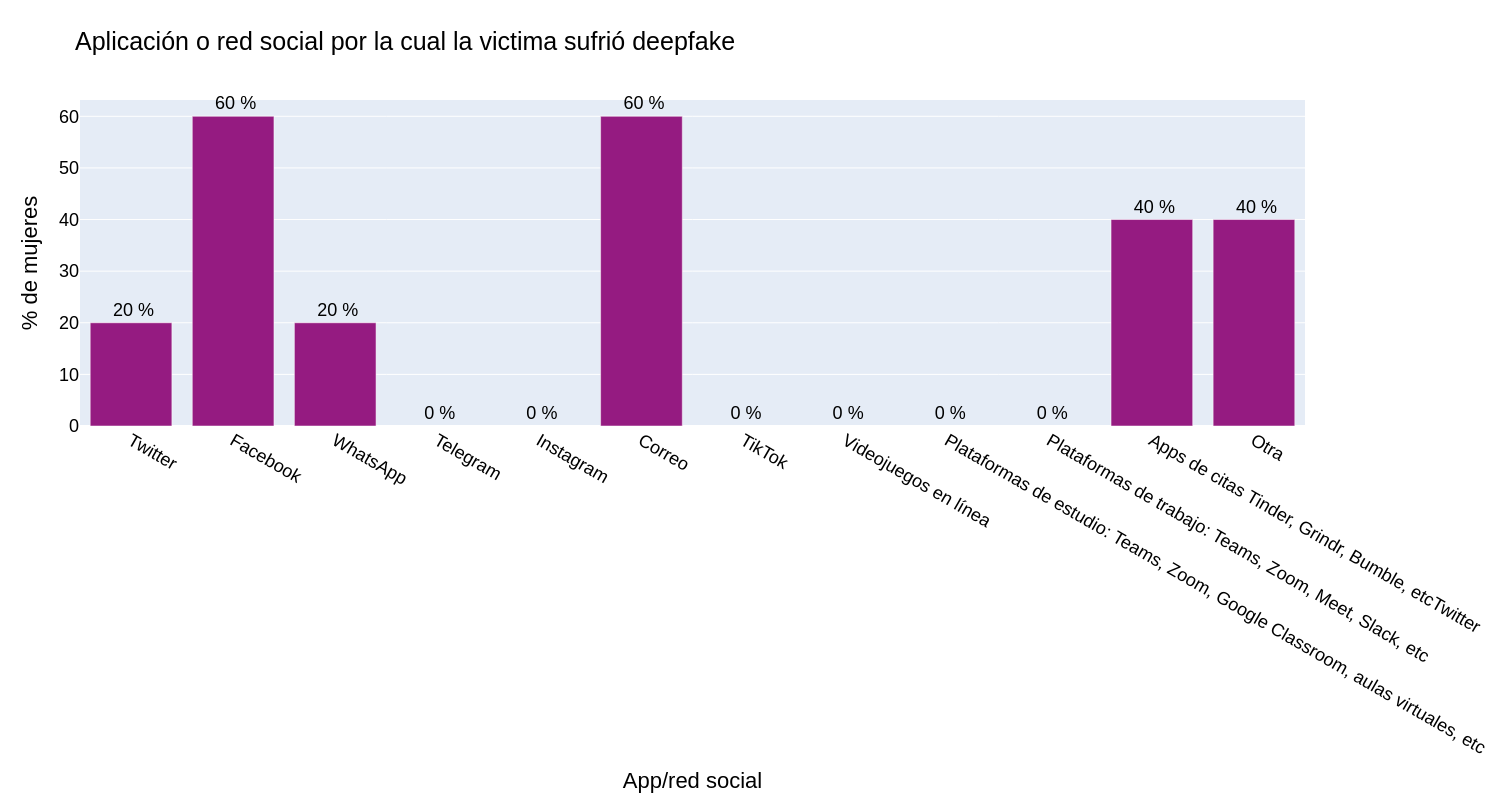 Aplicación o red social por la cual la victima sufrió deepfake
% de mujeres
60
50
40
30
20
10
0
20 %
60 %
20 %
0 %
0 %
60 %
0 %
0 %
0 %
0 %
40 %
40 %
Twitter
Facebook
WhatsApp
Telegram
Instagram
Correo
TikTok
Videojuegos en línea
Plataformas de estudio: Teams, Zoom, Google Classroom, aulas virtuales, etc
Plataformas de trabajo: Teams, Zoom, Meet, Slack, etc
Apps de citas Tinder, Grindr, Bumble, etcTwitter
Otra
App/red social